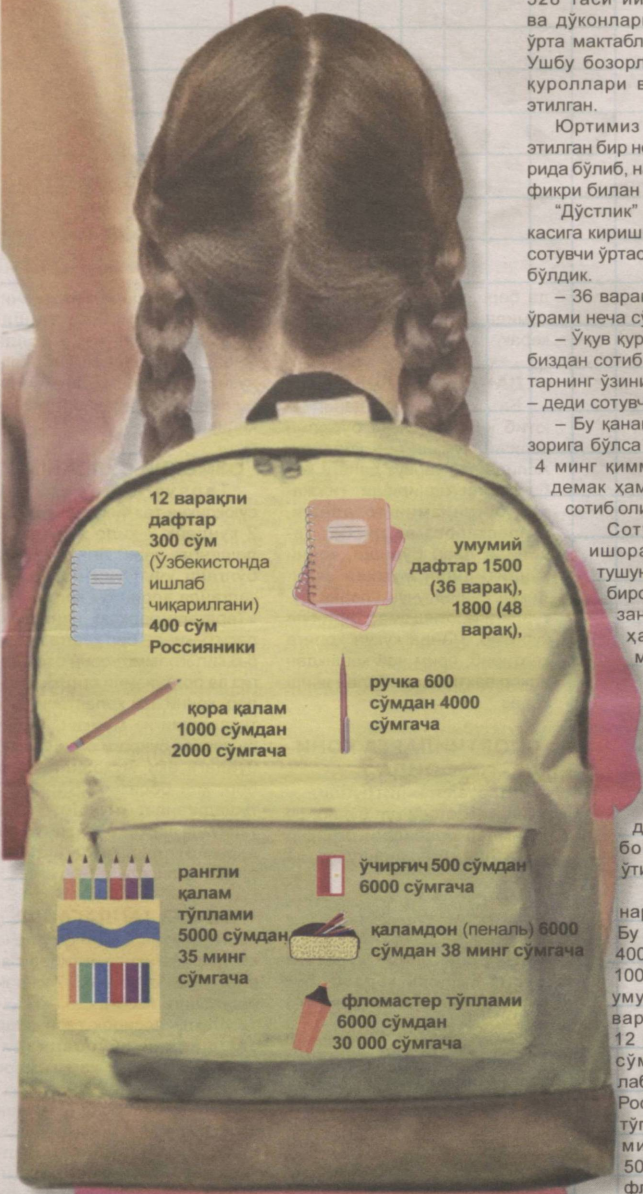 12 варақли
дафтар
300 сўм
(Ўзбекистонда
ишлаб
чиқарилгани)
400 сўм
Россияники
умумий
дафтар 1500
(36 варақ),
1800 (48
варақ),
қора қалам
1000 сўмдан
2000 сўмгача
ручка 600
сўмдан 4000
сўмгача
рангли
қалам
тўплами
5000 сўмдан
35 минг
сўмгача
ўчирғич 500 сўмдан
6000 сўмгача
қаламдон (пеналь) 6000
сўмдан 38 минг сўмгача
фломастер тўплами
6000 сўмдан
30 000 сўмгача
ва дўконлар
ўрта мактабл
Ушбу бозорл
қуроллари в
этилган.
Юртимиз
этилган бир не
рида бўлиб, на
фикри билан
"Дўстлик"
касига кириш
сотувчи ўртас
бўлдик.
– 36 варақ
ўрами неча сў
– Ўқув қур
биздан сотиб
тарнинг ўзини
– деди сотувч
– Бу қанақ
зорига бўлса
4 минг қимм
демак ҳам
сотиб оли
Сот
ишора
тушун
биро
зан
ҳа
м
д
бо
ўти
нар
Бу
400
100
уму
вар
12
сўм
лаб
Рос
тўп
ми
50